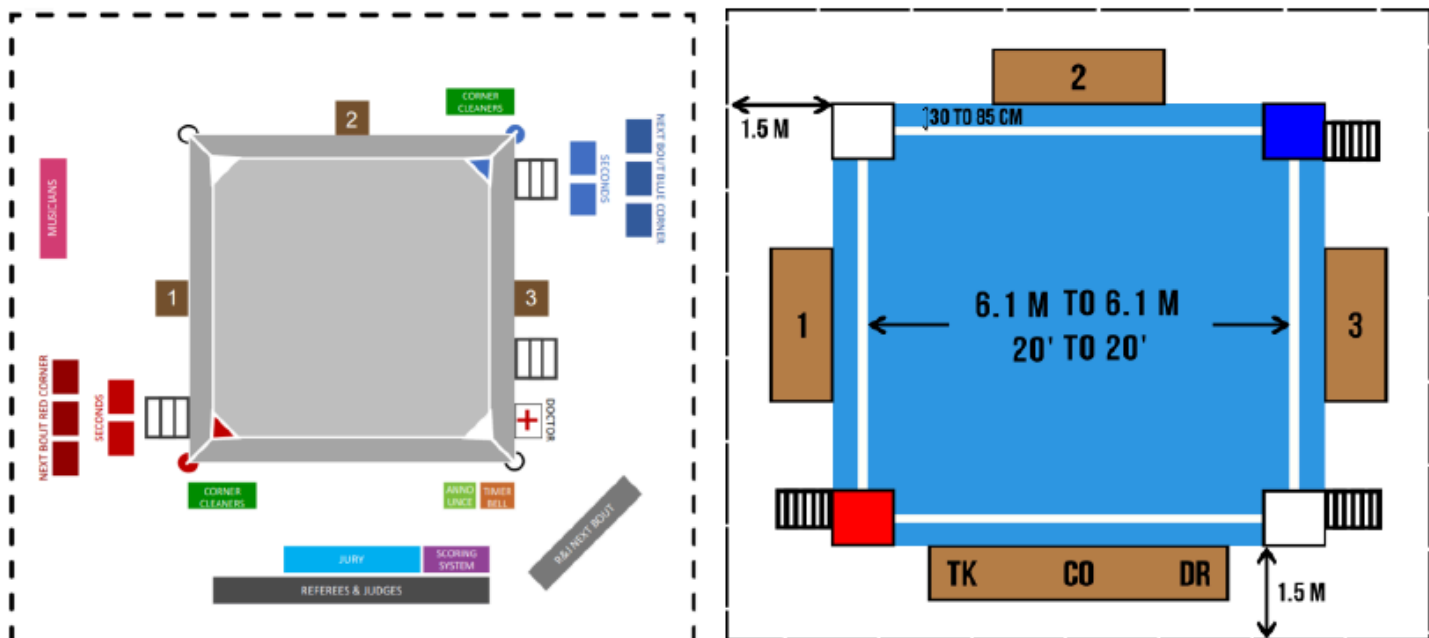 CORNER
CLEANERS
2
NEXT BOUT BLUE CORNER
SECONDS
MUSICIANS
1
3
NEXT BOUT RED CORNER
SECONDS
DOCTOR
CORNER
CLEANERS
ANNO
UNCE
TIMER
BELL
R&J NEXT BOUT
JURY
SCORING
SYSTEM
REFEREES & JUDGES
2
1.5 M
30 TO 85 CM
6.1 M TO 6.1 M
20' TO 20'
1
3
TK CO DR
1.5 M